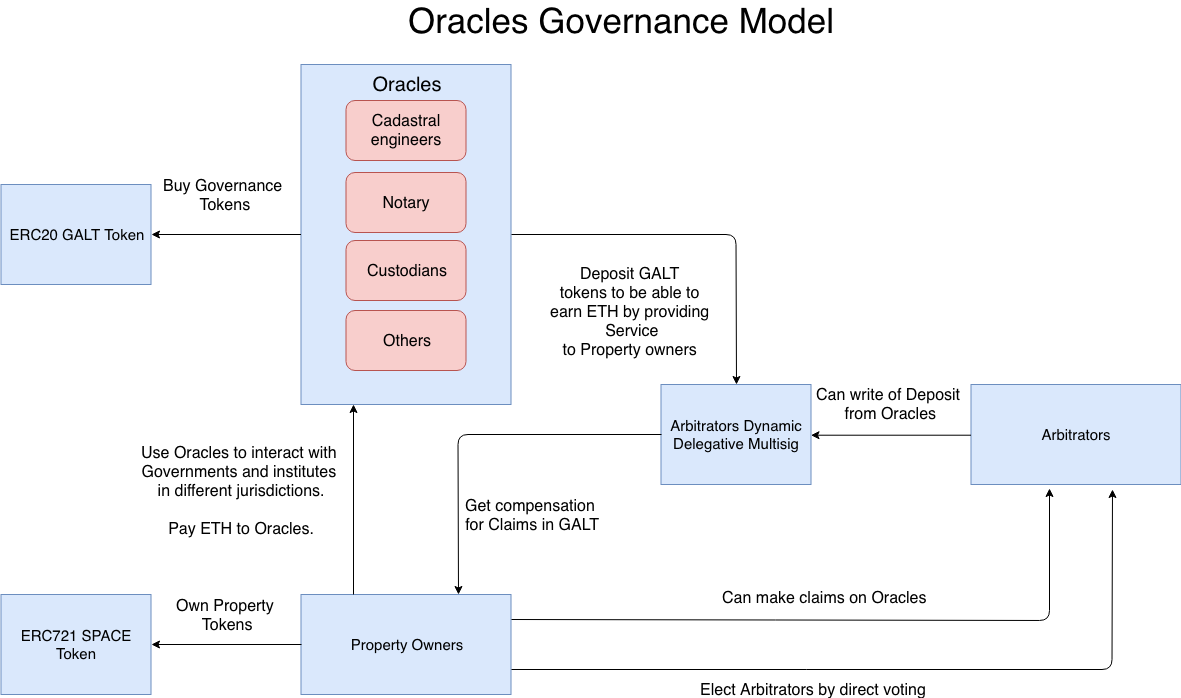 Oracles Governance Model
Oracles
Cadastral
engineers
Notary
Custodians
Others
Buy Governance
Tokens
ERC20 GALT Token
Deposit GALT
tokens to be able to
earn ETH by providing
Service
to Property owners
Can write of Deposit
from Oracles
Arbitrators Dynamic
Delegative Multisig
Arbitrators
Use Oracles to interact with
Governments and institutes
in different jurisdictions.
Pay ETH to Oracles.
Get compensation
for Claims in GALT
Can make claims on Oracles
Own Property
Tokens
ERC721 SPACE
Token
Property Owners
Elect Arbitrators by direct voting